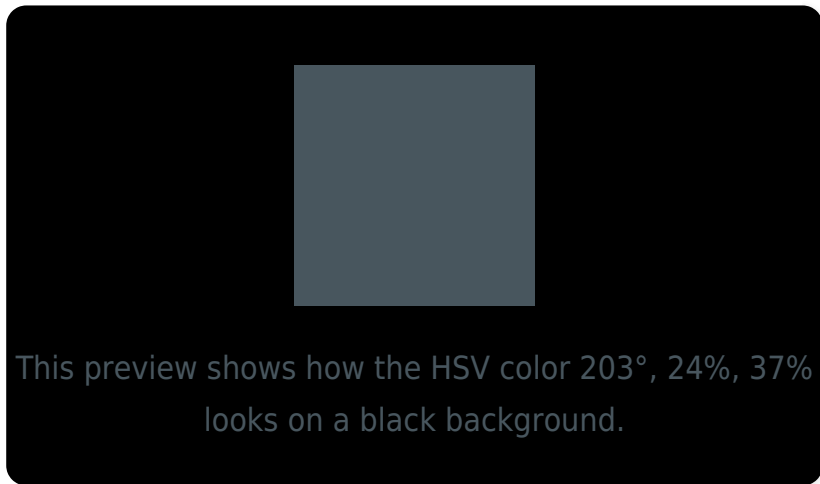 This preview shows how the HSV color 203°, 24%, 37%
looks on a black background.